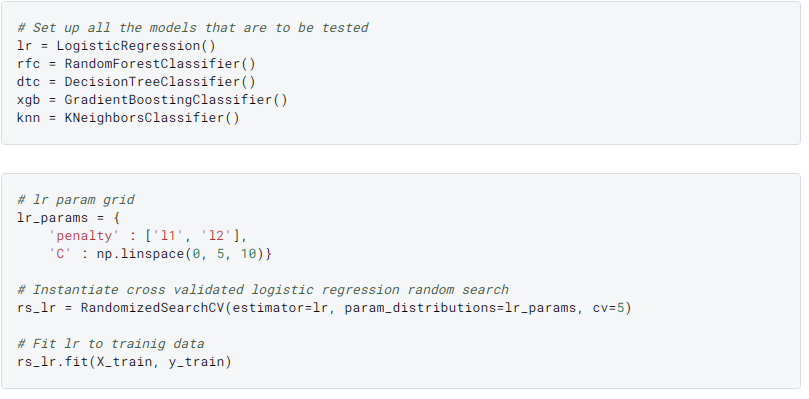 # Set up all the models that are to be tested
lr = LogisticRegression()
rfc = RandomForestClassifier()
dtc = DecisionTreeClassifier()
xgb = GradientBoostingClassifier()
knn = KNeighborsClassifier()
# lr param grid
lr_params = {
    'penalty' : ['l1', 'l2'],
    'C' : np.linspace(0, 5, 10)}
# Instantiate cross validated logistic regression random search
rs_lr = RandomizedSearchCV(estimator=lr, param_distributions=lr_params, cv=5)
# Fit lr to trainig data
rs_lr.fit(X_train, y_train)